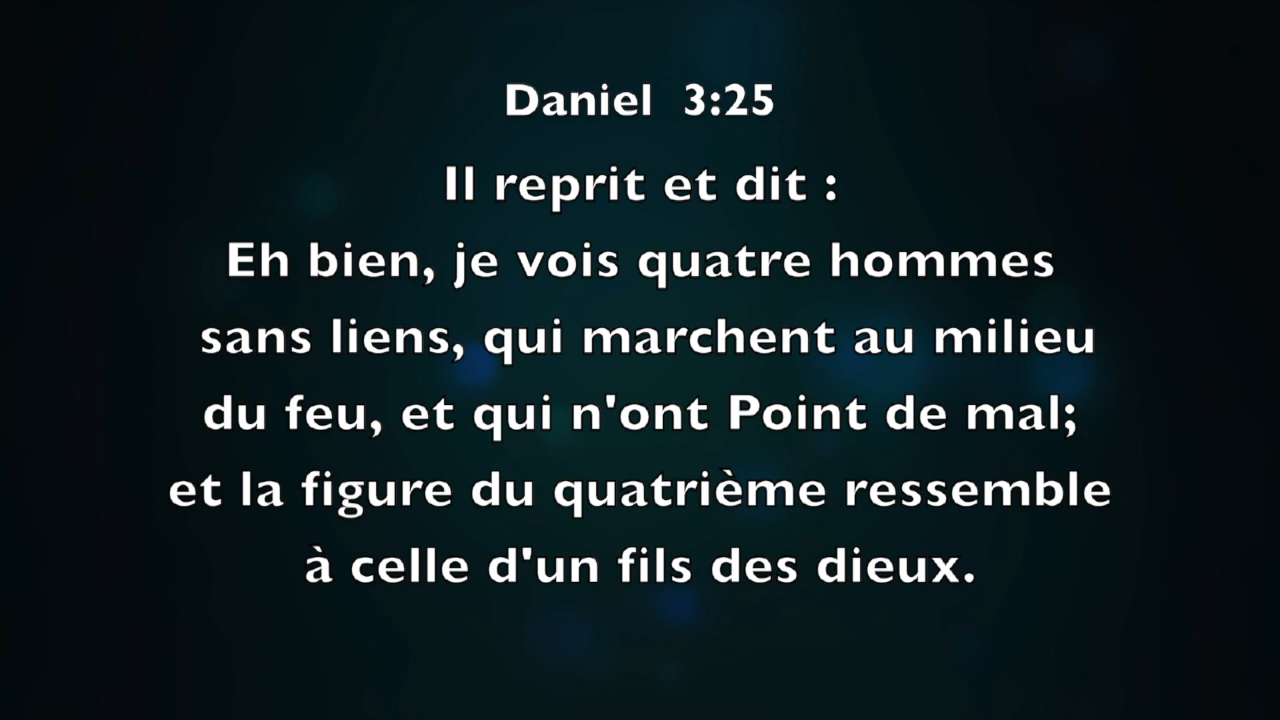 Daniel 3:25
Il reprit et dit :
Eh bien, je vois quatre hommes
sans liens, qui marchent au milieu
du feu, et qui n'ont Point de mal;
et la figure du quatrième ressemble
à celle d'un fils des dieux.